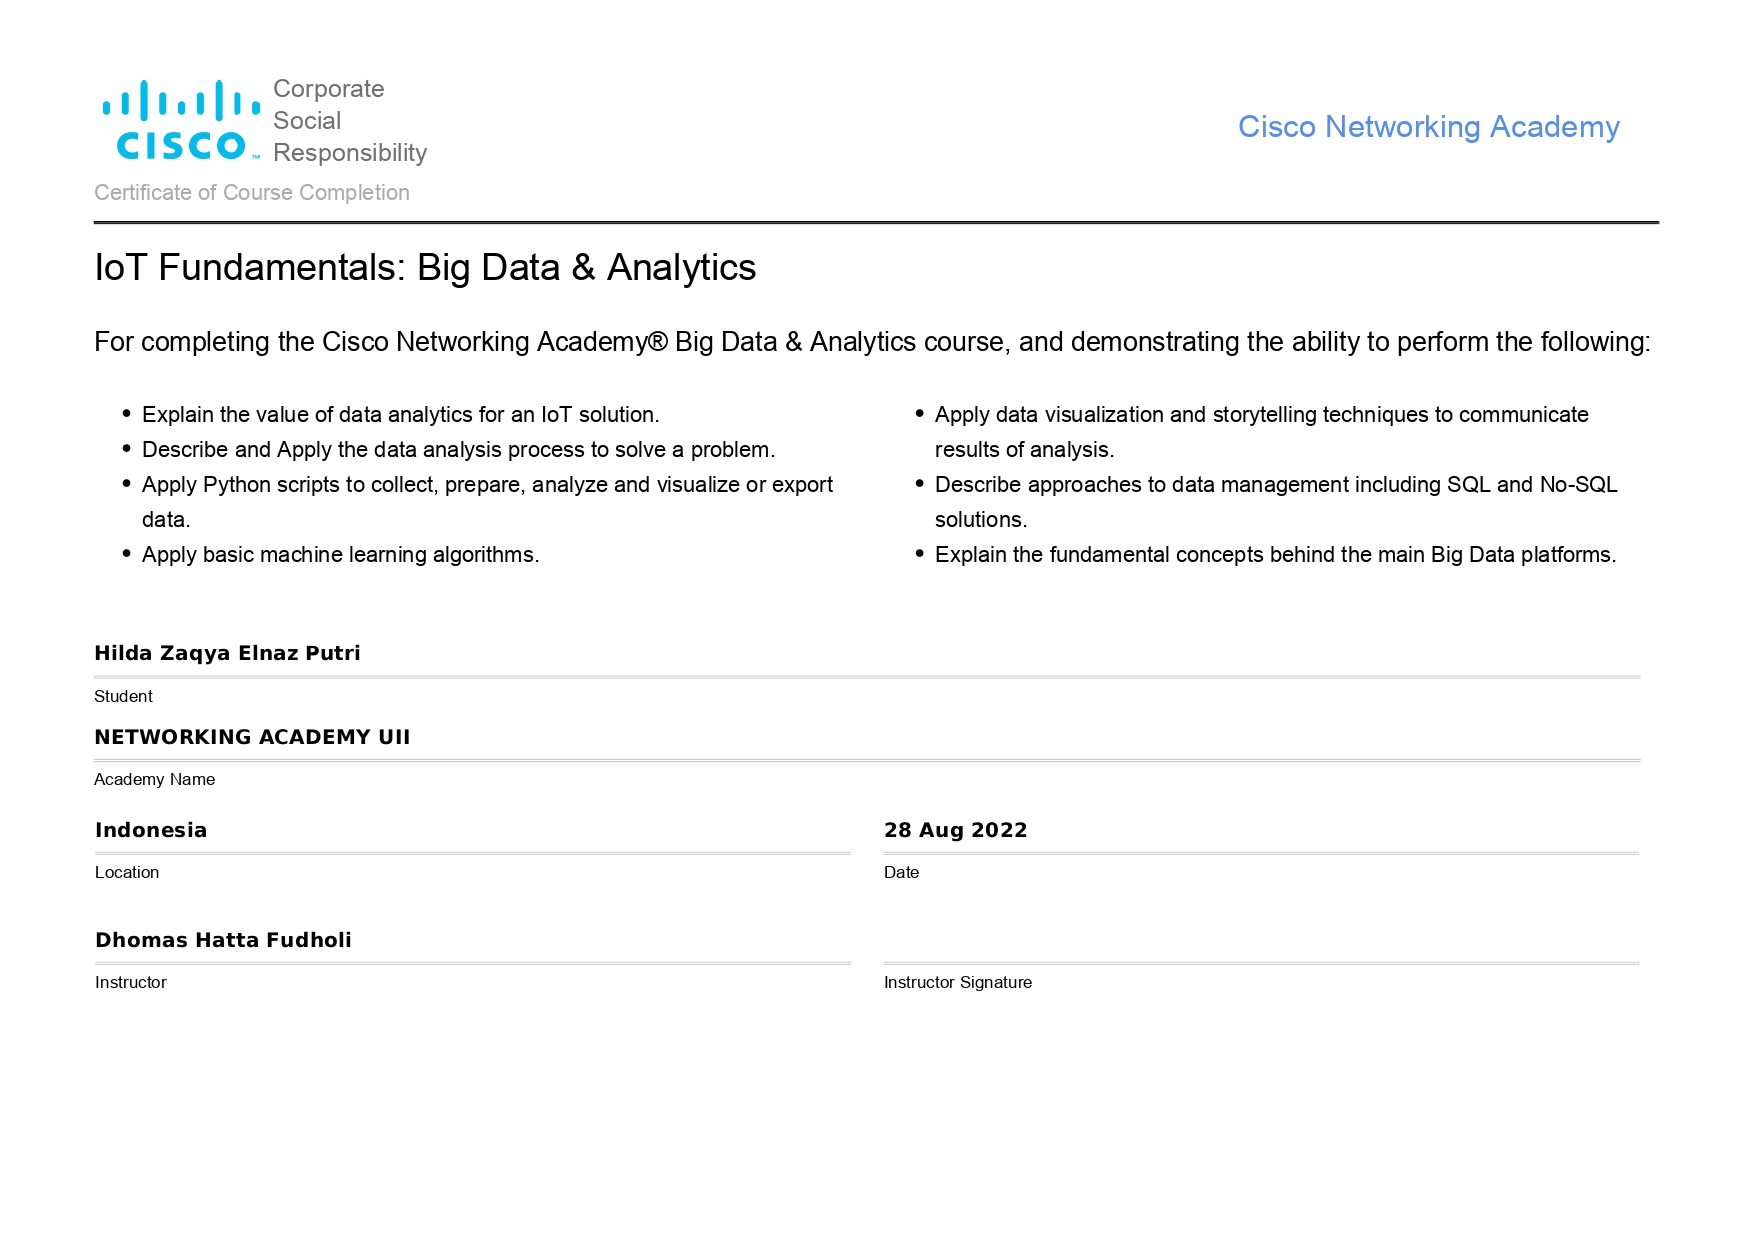 Corporate
Social
Responsibility
CISCO™
Cisco Networking Academy
Certificate of Course Completion
IoT Fundamentals: Big Data & Analytics
For completing the Cisco Networking Academy® Big Data & Analytics course, and demonstrating the ability to perform the following:
• Explain the value of data analytics for an IoT solution.
• Describe and Apply the data analysis process to solve a problem.
• Apply Python scripts to collect, prepare, analyze and visualize or export
data.
• Apply basic machine learning algorithms.
• Apply data visualization and storytelling techniques to communicate
results of analysis.
• Describe approaches to data management including SQL and No-SQL
solutions.
• Explain the fundamental concepts behind the main Big Data platforms.
Hilda Zaqya Elnaz Putri
Student
NETWORKING ACADEMY UII
Academy Name
Indonesia
Location
28 Aug 2022
Date
Dhomas Hatta Fudholi
Instructor
Instructor Signature